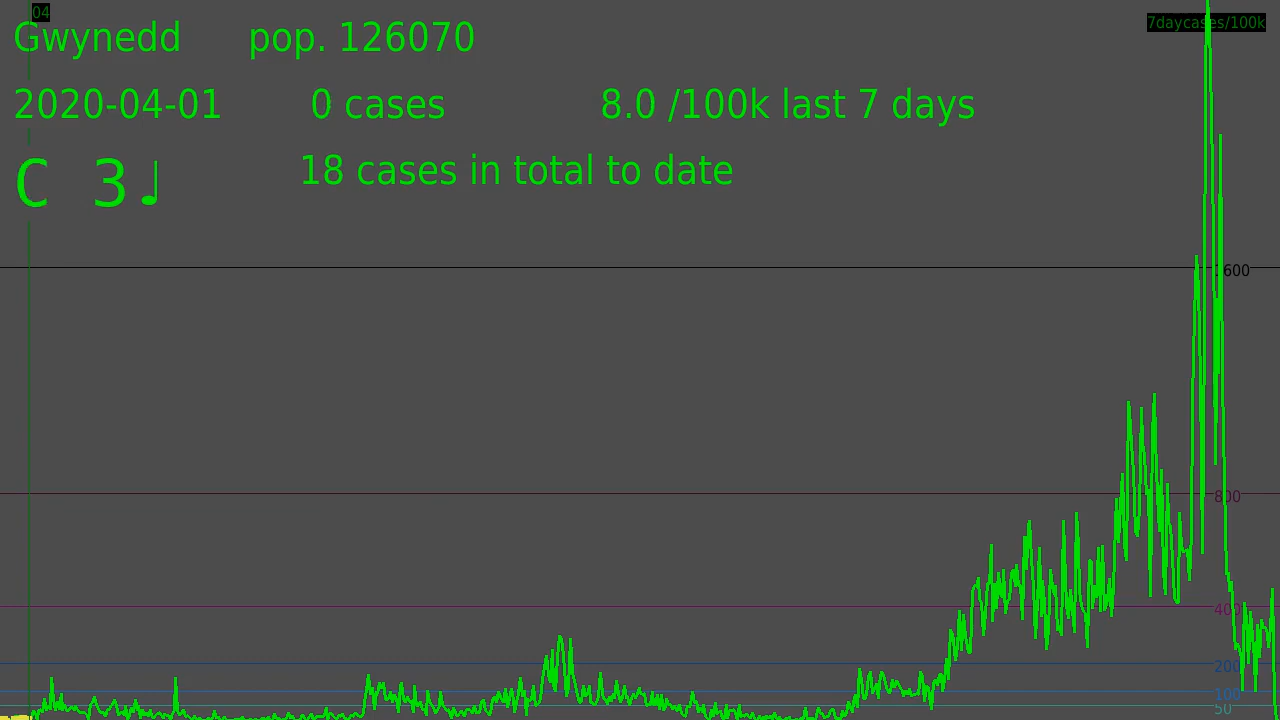 04
7daycases/100k
Gwynedd pop. 126070
2020-04-01 0 cases 8.0 /100k last 7 days
C 3♩ 18 cases in total to date
1600
800
400
200
100
50